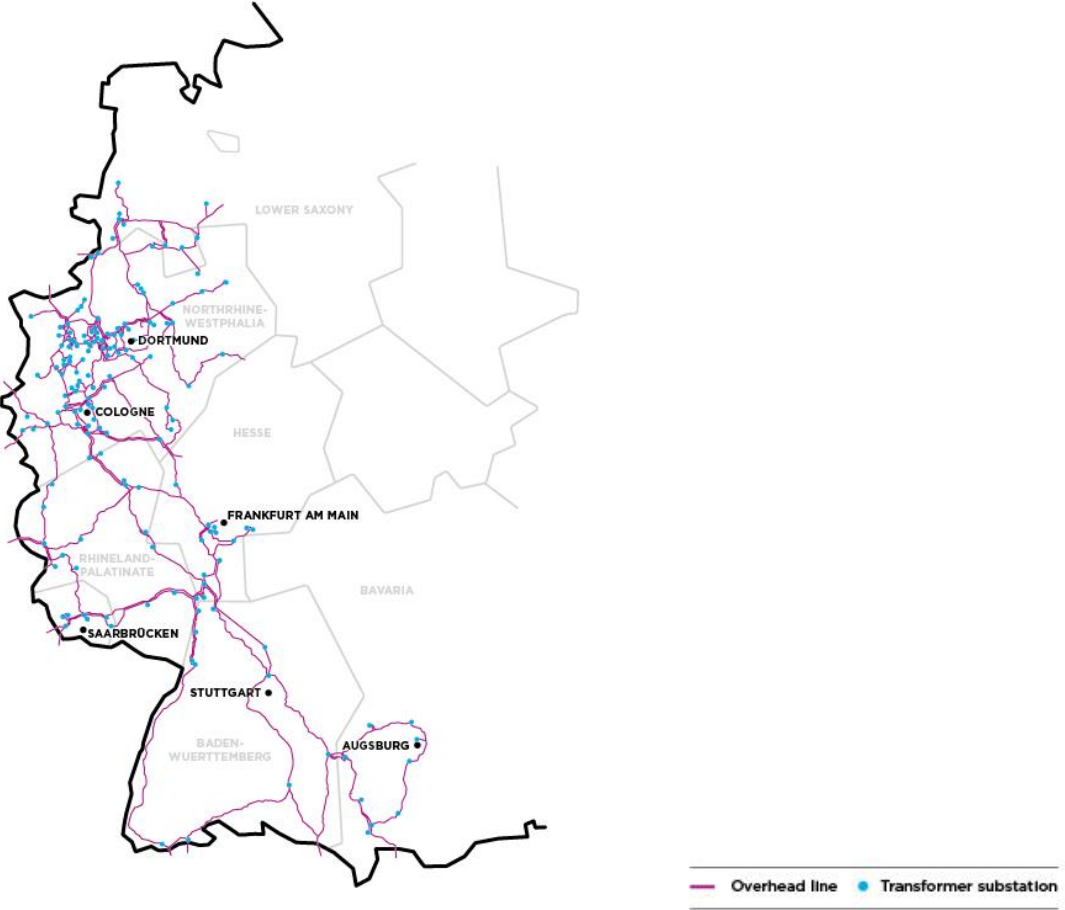 LOWER SAXONY
NORTHRHINE-
WESTPHALIA
DORTMUND
COLOGNE
HESSE
FRANKFURT AM MAIN
RHINELAND-
PALATINATE
BAVARIA
SAARBRÜCKEN
STUTTGART
BADEN-
WUERTTEMBERG
AUGSBURG
Overhead line
Transformer substation